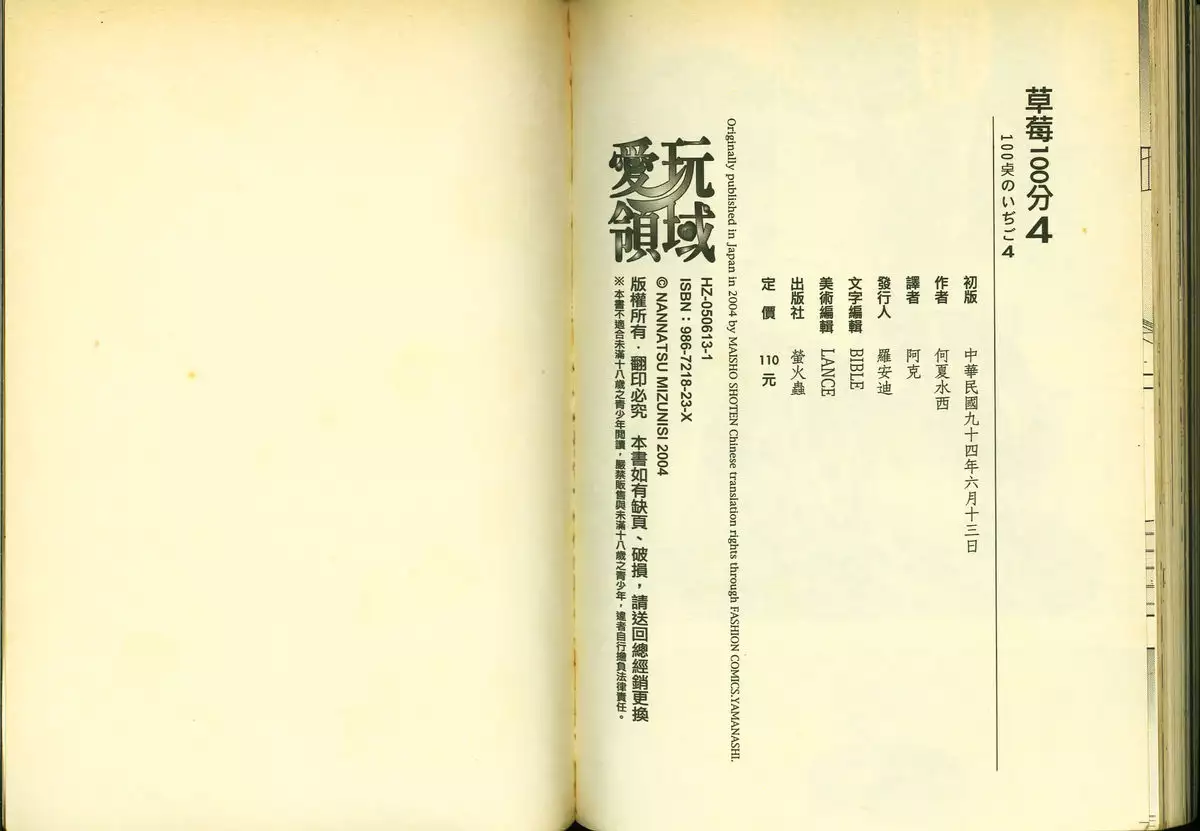 草莓100分4
100点のいちご4
初版 中華民國九十四年六月十三日
作者 何夏水西
譯者 阿克
發行人 羅安迪
文字編輯 BIBLE
美術編輯 LANCE
出版社 螢火蟲
定價 110元
Originally published in Japan in 2004 by MAISHO SHOTEN Chinese translation rights through FASHION COMICS.YAMANASHI.
玩域
愛領
HZ-050613-1
ISBN：986-7218-23-X
© NANNATSU MIZUNISI 2004
版權所有．翻印必究 本書如有缺頁、破損，請送回總經銷更換
※本書不適合未滿十八歲之青少年閱讀，嚴禁販售與未滿十八歲之青少年，違者自行擔負法律責任。